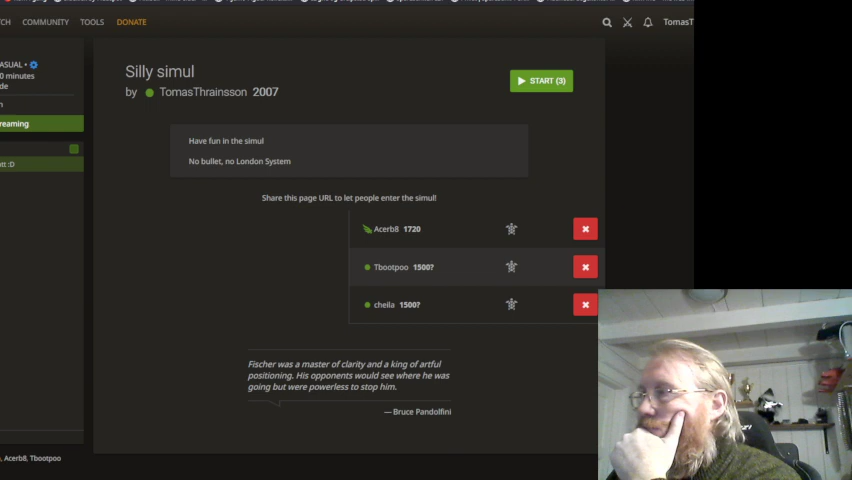 CH COMMUNITY TOOLS DONATE
TomasT
ASUAL •
0 minutes
de
n
reaming
tt :D
Silly simul
by TomasThrainsson 2007
START (3)
Have fun in the simul
No bullet, no London System
Share this page URL to let people enter the simul!
Acerb8 1720
Tbootpoo 1500?
cheila 1500?
Fischer was a master of clarity and a king of artful
positioning. His opponents would see where he was
going but were powerless to stop him.
— Bruce Pandolfini
, Acerb8, Tbootpoo